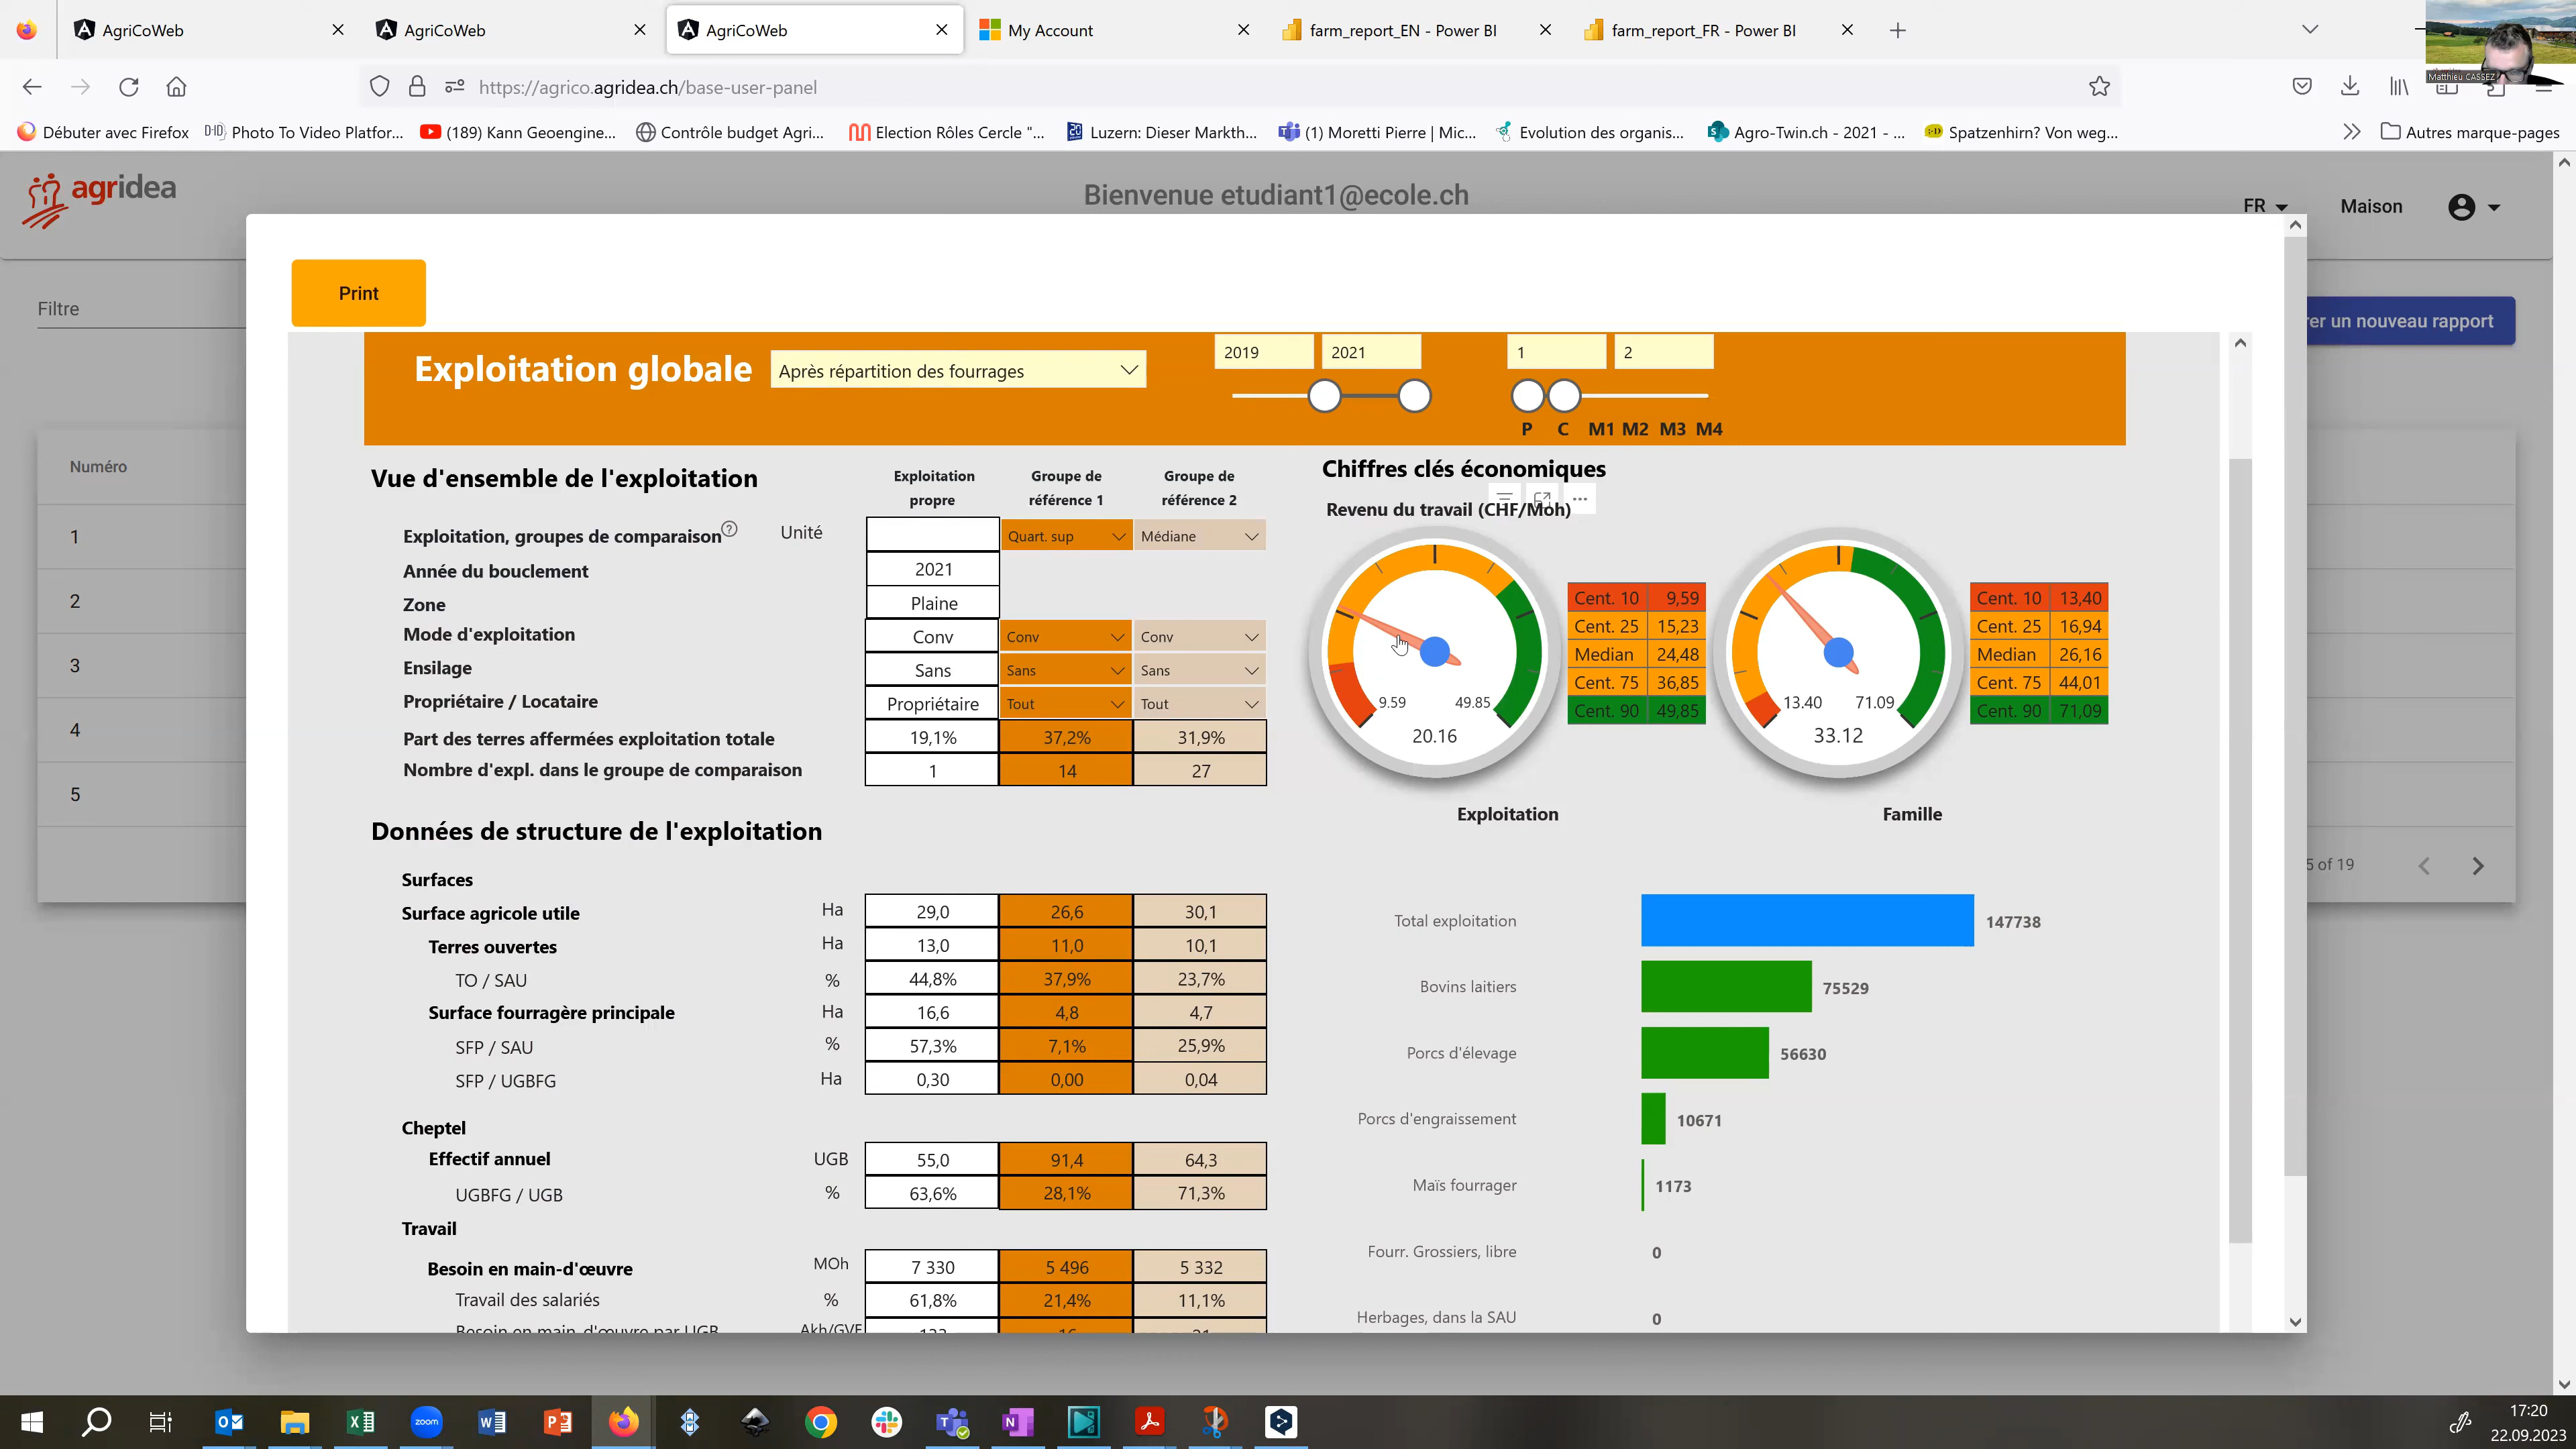 AgriCoWeb
AgriCoWeb
AgriCoWeb
My Account
farm_report_EN - Power BI
farm_report_FR - Power BI
https://agrico.agridea.ch/base-user-panel
Matthieu CASSEZ
Débuter avec Firefox
Photo To Video Platfor...
(189) Kann Geoengine...
Contrôle budget Agri...
Election Rôles Cercle "...
Luzern: Dieser Markth...
(1) Moretti Pierre | Mic...
Evolution des organis...
Agro-Twin.ch - 2021 - ...
Spatzenhirn? Von weg...
Autres marque-pages
agridea
Bienvenue etudiant1@ecole.ch
FR
Maison
Filtre
er un nouveau rapport
Print
Exploitation globale
Après répartition des fourrages
2019 2021
1 2
P C M1 M2 M3 M4
Numéro
1
2
3
4
5
5 of 19
Vue d'ensemble de l'exploitation
Exploitation propre
Groupe de référence 1
Groupe de référence 2
Exploitation, groupes de comparaison ? Unité Quart. sup Médiane
Année du bouclement 2021
Zone Plaine
Mode d'exploitation Conv Conv Conv
Ensilage Sans Sans Sans
Propriétaire / Locataire Propriétaire Tout Tout
Part des terres affermées exploitation totale 19,1% 37,2% 31,9%
Nombre d'expl. dans le groupe de comparaison 1 14 27
Données de structure de l'exploitation
Surfaces
Surface agricole utile Ha 29,0 26,6 30,1
Terres ouvertes Ha 13,0 11,0 10,1
TO / SAU % 44,8% 37,9% 23,7%
Surface fourragère principale Ha 16,6 4,8 4,7
SFP / SAU % 57,3% 7,1% 25,9%
SFP / UGBFG Ha 0,30 0,00 0,04
Cheptel
Effectif annuel UGB 55,0 91,4 64,3
UGBFG / UGB % 63,6% 28,1% 71,3%
Travail
Besoin en main-d'œuvre MOh 7 330 5 496 5 332
Travail des salariés % 61,8% 21,4% 11,1%
Besoin en main-d'œuvre par UGB Akh/GVE
Chiffres clés économiques
Revenu du travail (CHF/Moh)
9.59 49.85
20.16
Cent. 10 9,59
Cent. 25 15,23
Median 24,48
Cent. 75 36,85
Cent. 90 49,85
Exploitation
13.40 71.09
33.12
Cent. 10 13,40
Cent. 25 16,94
Median 26,16
Cent. 75 44,01
Cent. 90 71,09
Famille
Total exploitation 147738
Bovins laitiers 75529
Porcs d'élevage 56630
Porcs d'engraissement 10671
Maïs fourrager 1173
Fourr. Grossiers, libre 0
Herbages, dans la SAU 0
zoom
17:20
22.09.2023